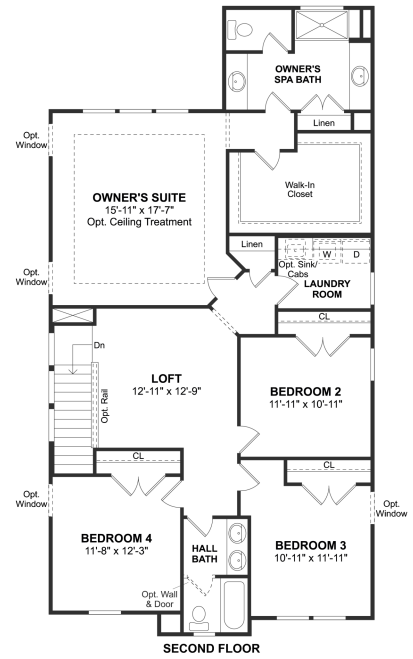 OWNER'S
SPA BATH
Linen
Opt.
Window
Walk-In
Closet
OWNER'S SUITE
15'-11" x 17'-7"
Opt. Ceiling Treatment
Linen
Opt. Sink/
Cabs
W
D
LAUNDRY
ROOM
Opt.
Window
CL
Dn
LOFT
12'-11" x 12'-9"
Opt. Rail
BEDROOM 2
11'-11" x 10'-11"
CL
CL
Opt.
Window
Opt.
Window
BEDROOM 4
11'-8" x 12'-3"
HALL
BATH
BEDROOM 3
10'-11" x 11'-11"
Opt. Wall
& Door
SECOND FLOOR